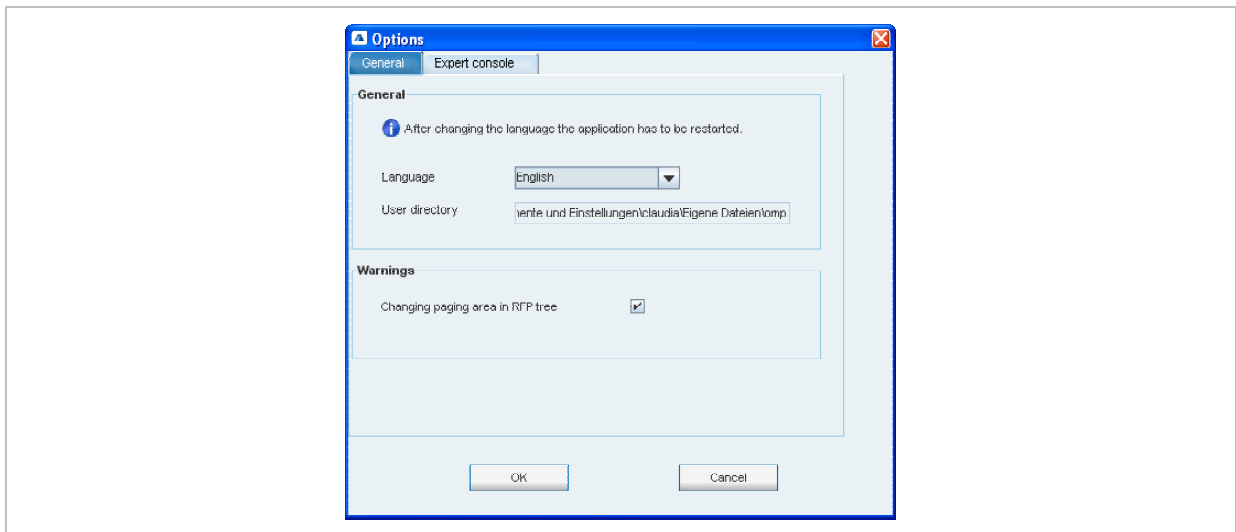 Options
General Expert console
General
After changing the language the application has to be restarted.
Language English
User directory nente und Einstellungen\claudia\Eigene Dateien\omp
Warnings
Changing paging area in RFP tree
OK Cancel